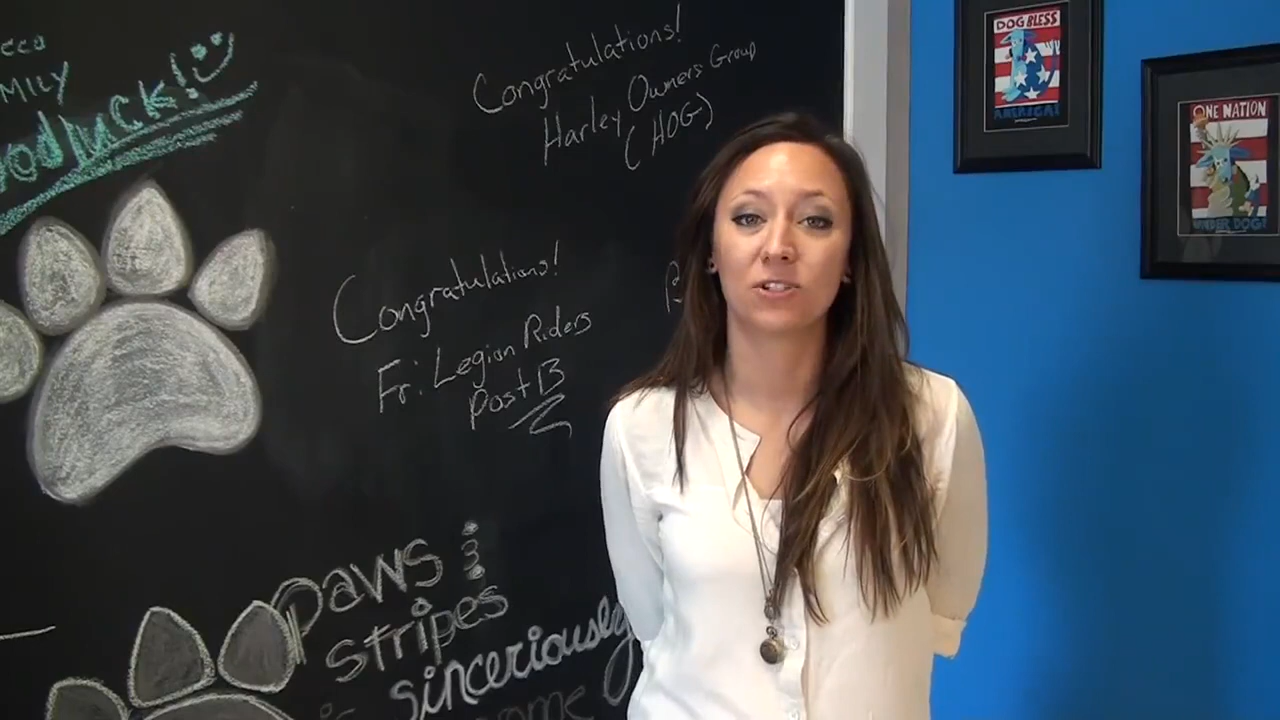 Congratulations!
Harley Owners Group
(HOG)
MILY
Luck!
Congratulations!
Fr: Legion Riders
Post 13
paws &
stripes
sinceriously
DOG BLESS
AMERICA!
ONE NATION
UNDER DOG!